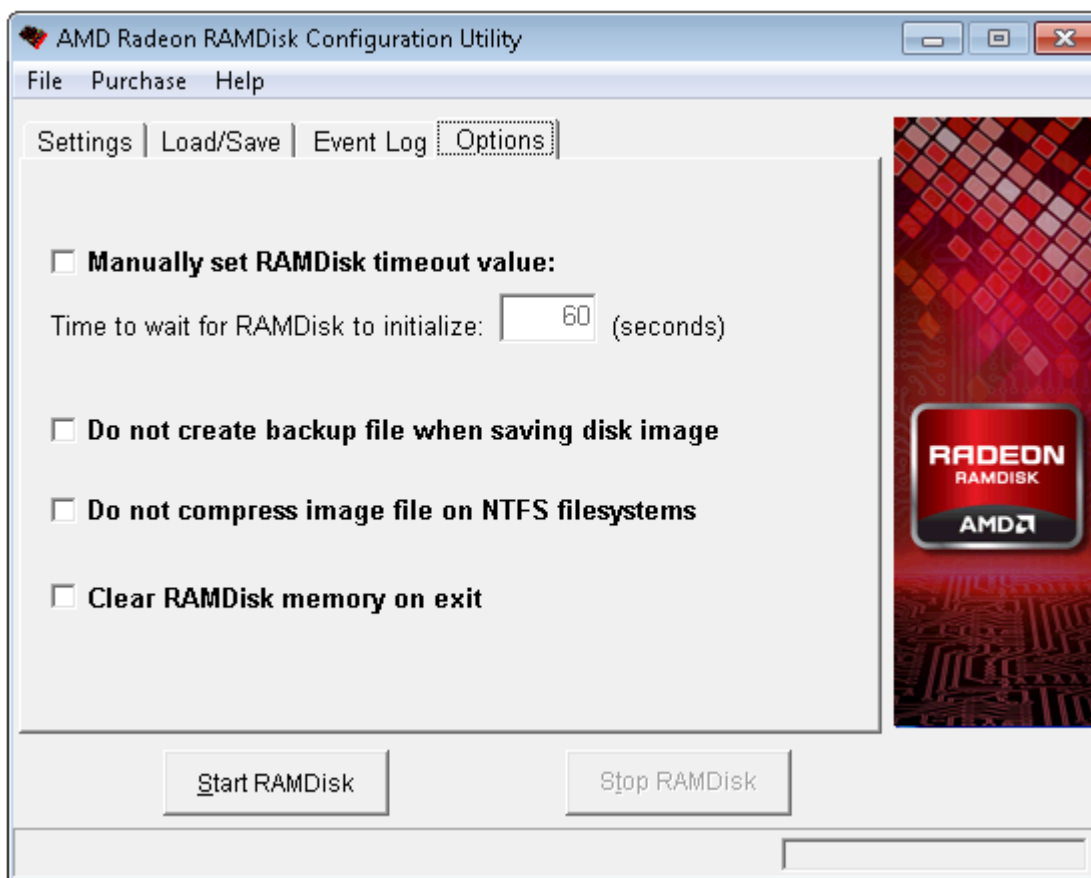 AMD Radeon RAMDisk Configuration Utility
File Purchase Help
Settings Load/Save Event Log Options
Manually set RAMDisk timeout value:
Time to wait for RAMDisk to initialize: 60 (seconds)
Do not create backup file when saving disk image
Do not compress image file on NTFS filesystems
Clear RAMDisk memory on exit
RADEON
RAMDISK
AMD
Start RAMDisk Stop RAMDisk